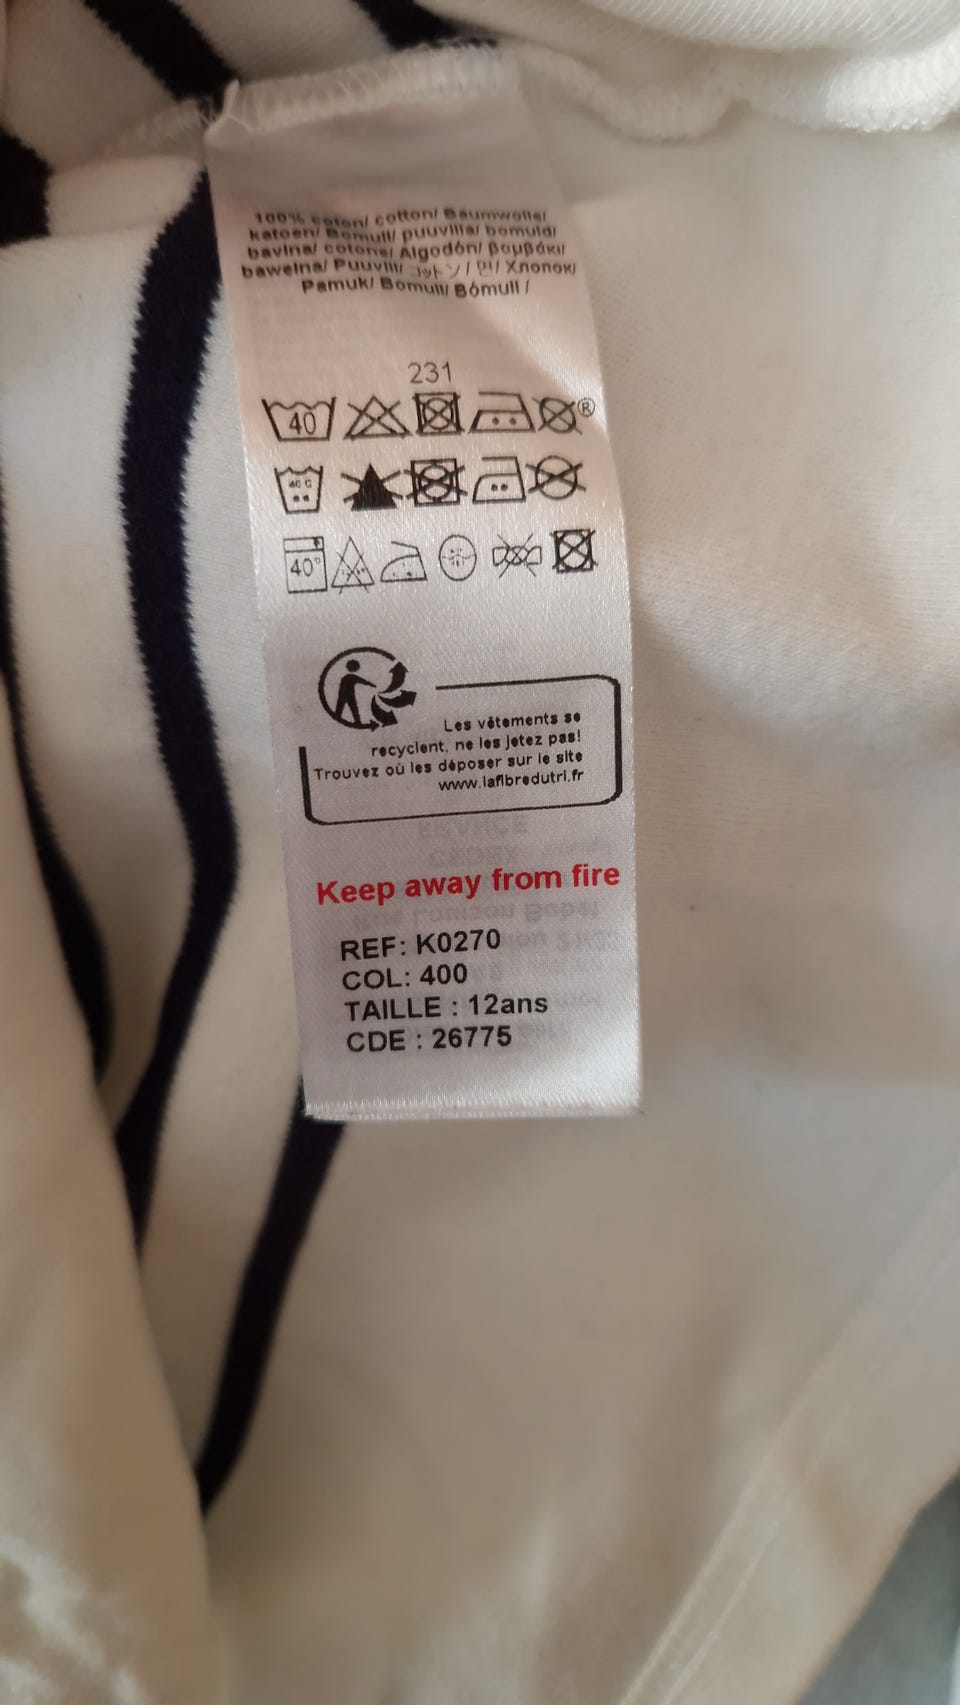 100% coton/ cotton/ Baumwolle/
katoen/ Bomull/ puuvilla/ bomuld/
bavlna/ cotone/ Algodón/ βαμβάκι/
bawelna/ Puuvill/ コットン / 면/ Хлопок/
Pamuk/ Bomull/ Bómull /
231
40
®
40 C
40°
Les vêtements se
recyclent, ne les jetez pas!
Trouvez où les déposer sur le site
www.lafibredutri.fr
Keep away from fire
REF: K0270
COL: 400
TAILLE : 12ans
CDE : 26775